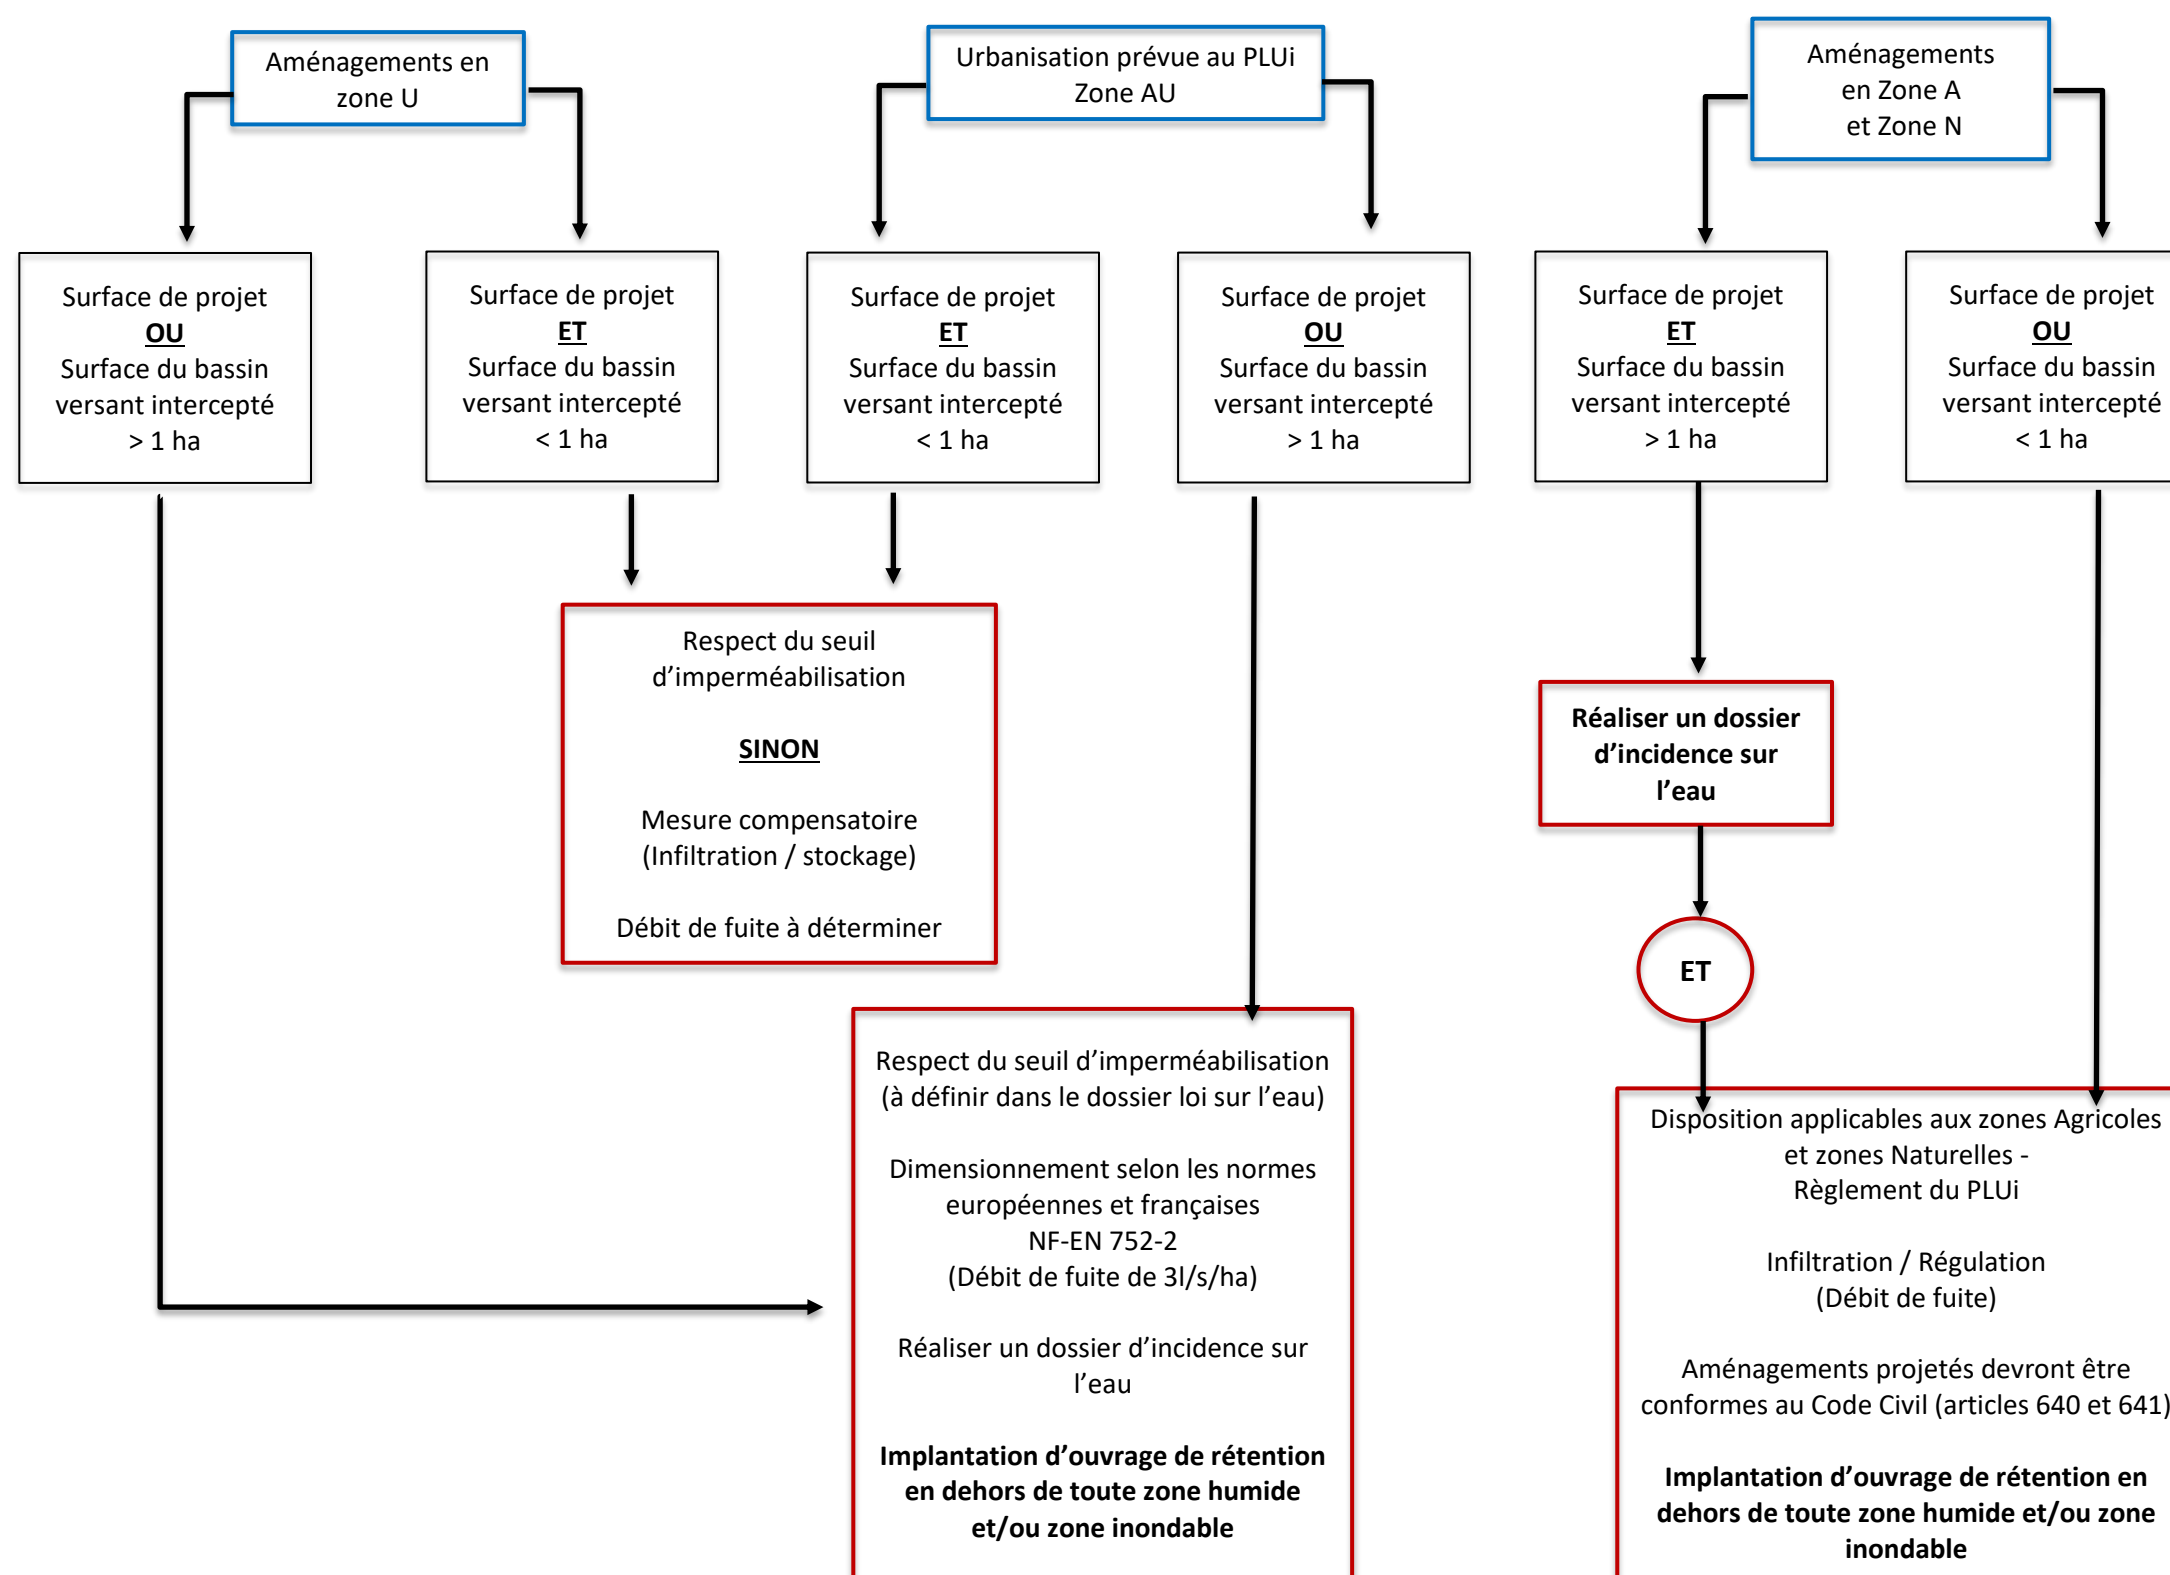 Aménagements en
zone U
Urbanisation prévue au PLUi
Zone AU
Aménagements
en Zone A
et Zone N
Surface de projet
OU
Surface du bassin
versant intercepté
> 1 ha
Surface de projet
ET
Surface du bassin
versant intercepté
< 1 ha
Surface de projet
ET
Surface du bassin
versant intercepté
< 1 ha
Surface de projet
OU
Surface du bassin
versant intercepté
> 1 ha
Surface de projet
ET
Surface du bassin
versant intercepté
> 1 ha
Surface de projet
OU
Surface du bassin
versant intercepté
< 1 ha
Respect du seuil
d’imperméabilisation
SINON
Mesure compensatoire
(Infiltration / stockage)
Débit de fuite à déterminer
Réaliser un dossier
d’incidence sur
l’eau
ET
Respect du seuil d’imperméabilisation
(à définir dans le dossier loi sur l’eau)
Dimensionnement selon les normes
européennes et françaises
NF-EN 752-2
(Débit de fuite de 3l/s/ha)
Réaliser un dossier d’incidence sur
l’eau
Implantation d’ouvrage de rétention
en dehors de toute zone humide
et/ou zone inondable
Disposition applicables aux zones Agricoles
et zones Naturelles -
Règlement du PLUi
Infiltration / Régulation
(Débit de fuite)
Aménagements projetés devront être
conformes au Code Civil (articles 640 et 641)
Implantation d’ouvrage de rétention en
dehors de toute zone humide et/ou zone
inondable